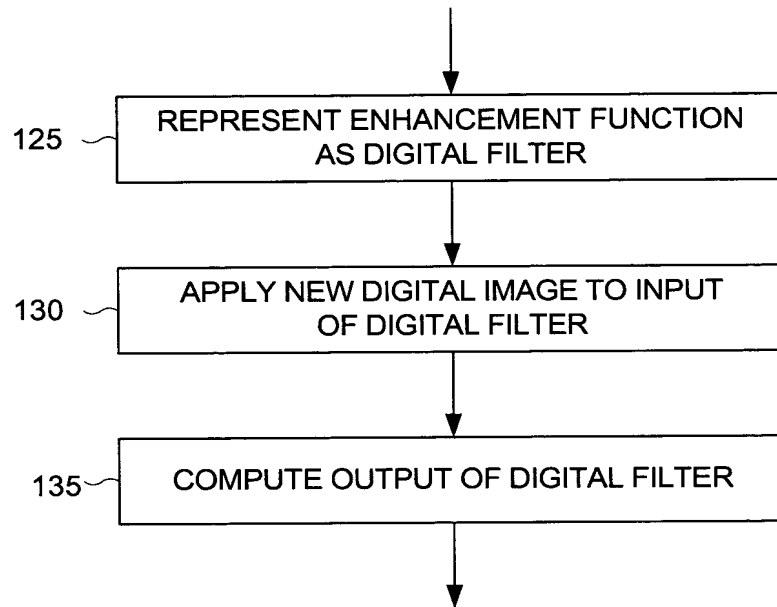 125
REPRESENT ENHANCEMENT FUNCTION
AS DIGITAL FILTER
130
APPLY NEW DIGITAL IMAGE TO INPUT
OF DIGITAL FILTER
135
COMPUTE OUTPUT OF DIGITAL FILTER